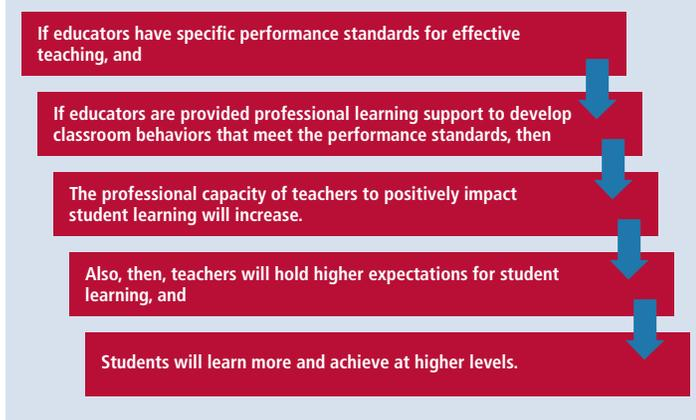 If educators have specific performance standards for effective
teaching, and
If educators are provided professional learning support to develop
classroom behaviors that meet the performance standards, then
The professional capacity of teachers to positively impact
student learning will increase.
Also, then, teachers will hold higher expectations for student
learning, and
Students will learn more and achieve at higher levels.